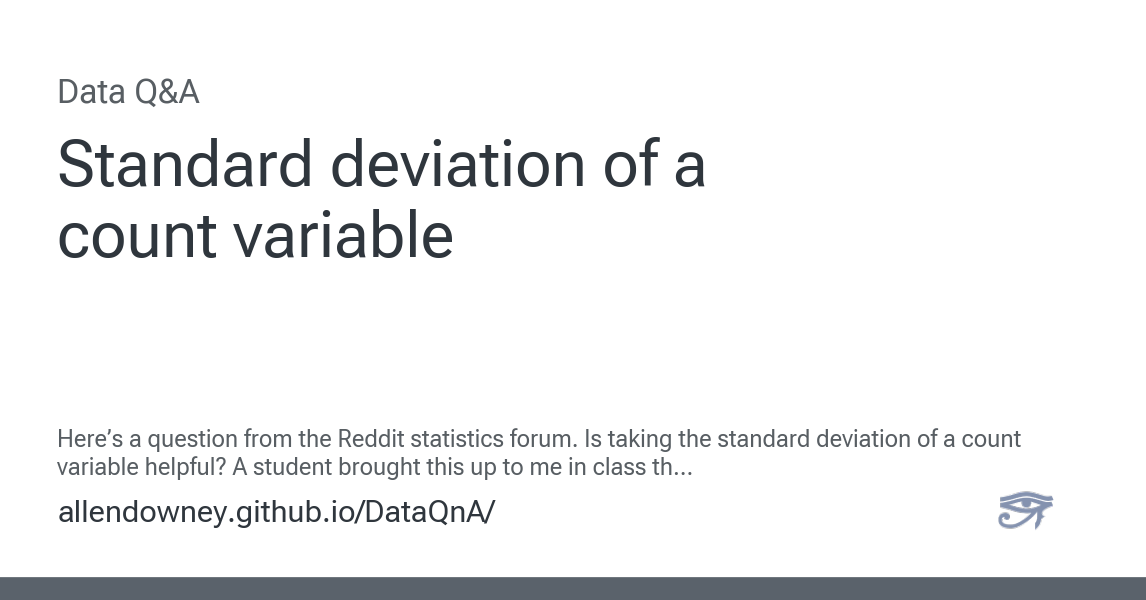 Data Q&A
Standard deviation of a
count variable
Here’s a question from the Reddit statistics forum. Is taking the standard deviation of a count
variable helpful? A student brought this up to me in class th...
allendowney.github.io/DataQnA/